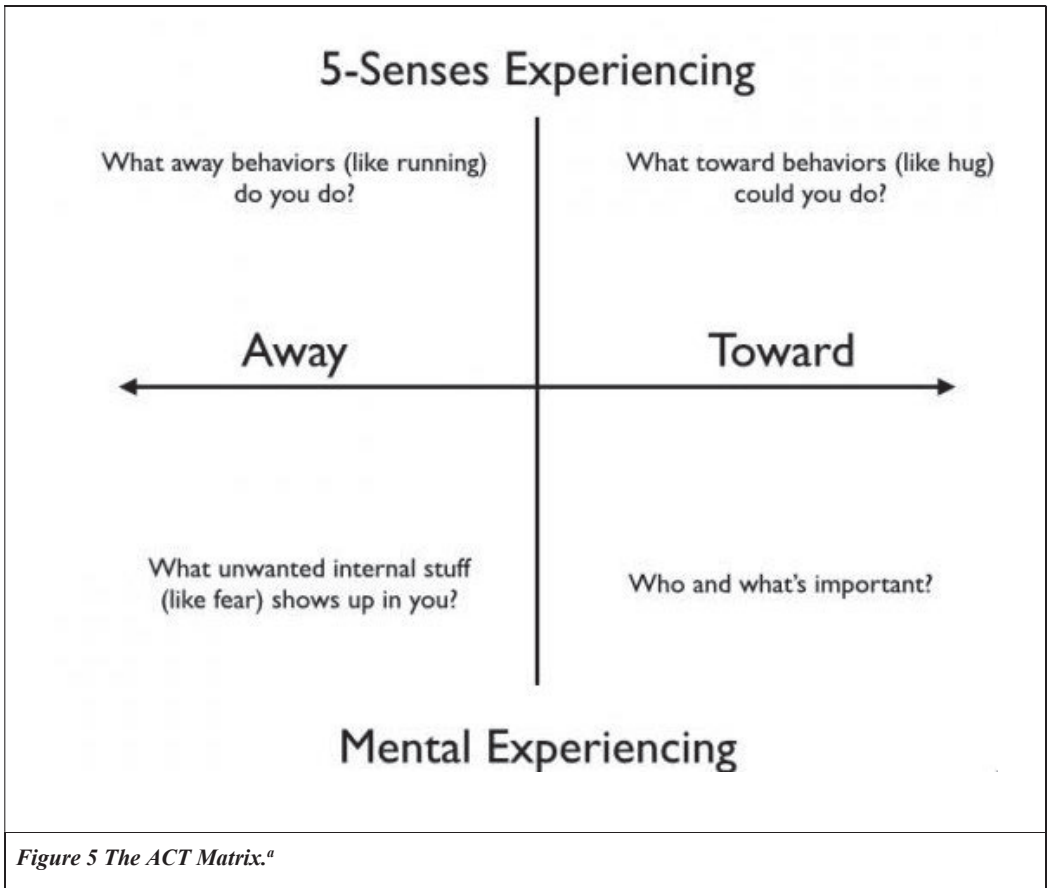 5-Senses Experiencing
What away behaviors (like running)
do you do?
What toward behaviors (like hug)
could you do?
Away
Toward
What unwanted internal stuff
(like fear) shows up in you?
Who and what's important?
Mental Experiencing
Figure 5 The ACT Matrix.a